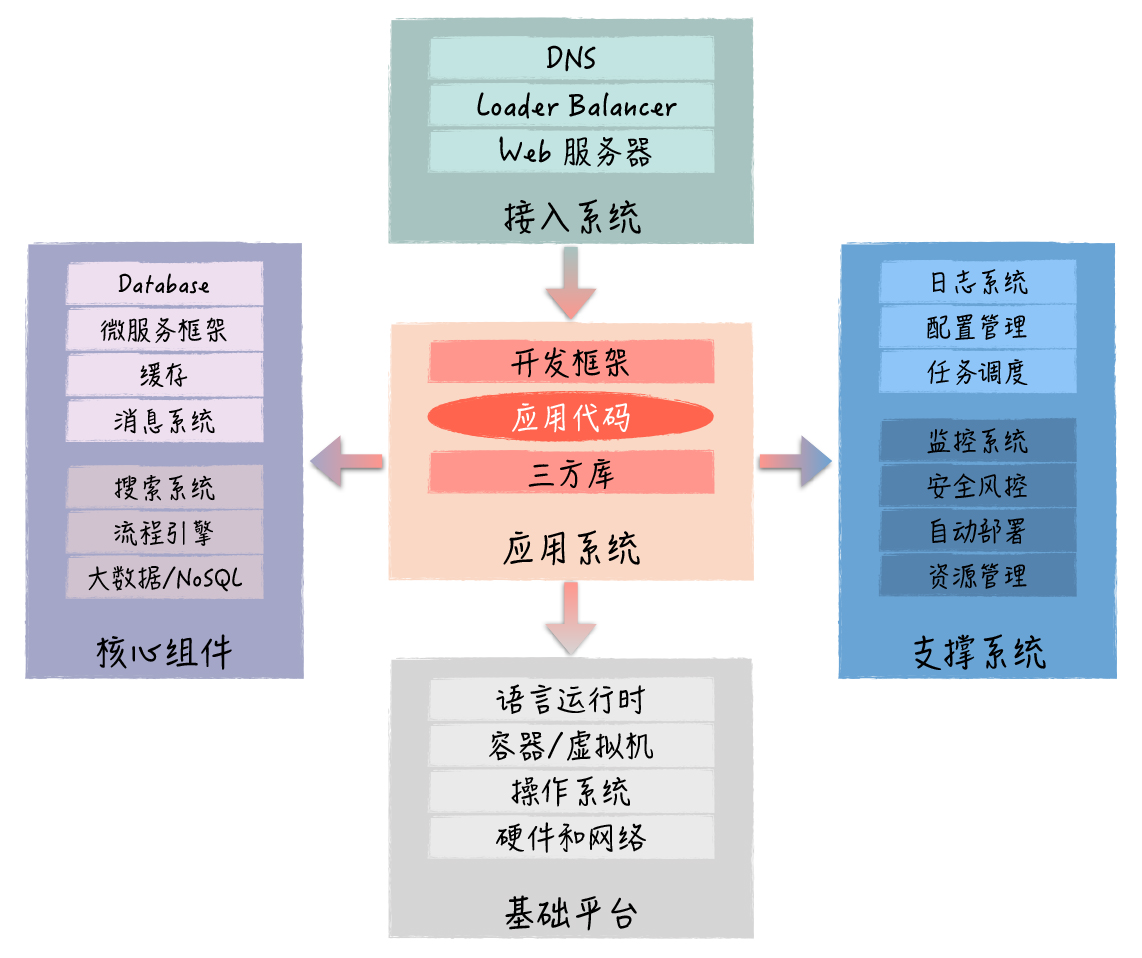 DNS
Loader Balancer
Web 服务器
接入系统
Database
微服务框架
缓存
消息系统
搜索系统
流程引擎
大数据/NoSQL
核心组件
开发框架
应用代码
三方库
应用系统
日志系统
配置管理
任务调度
监控系统
安全风控
自动部署
资源管理
支撑系统
语言运行时
容器/虚拟机
操作系统
硬件和网络
基础平台